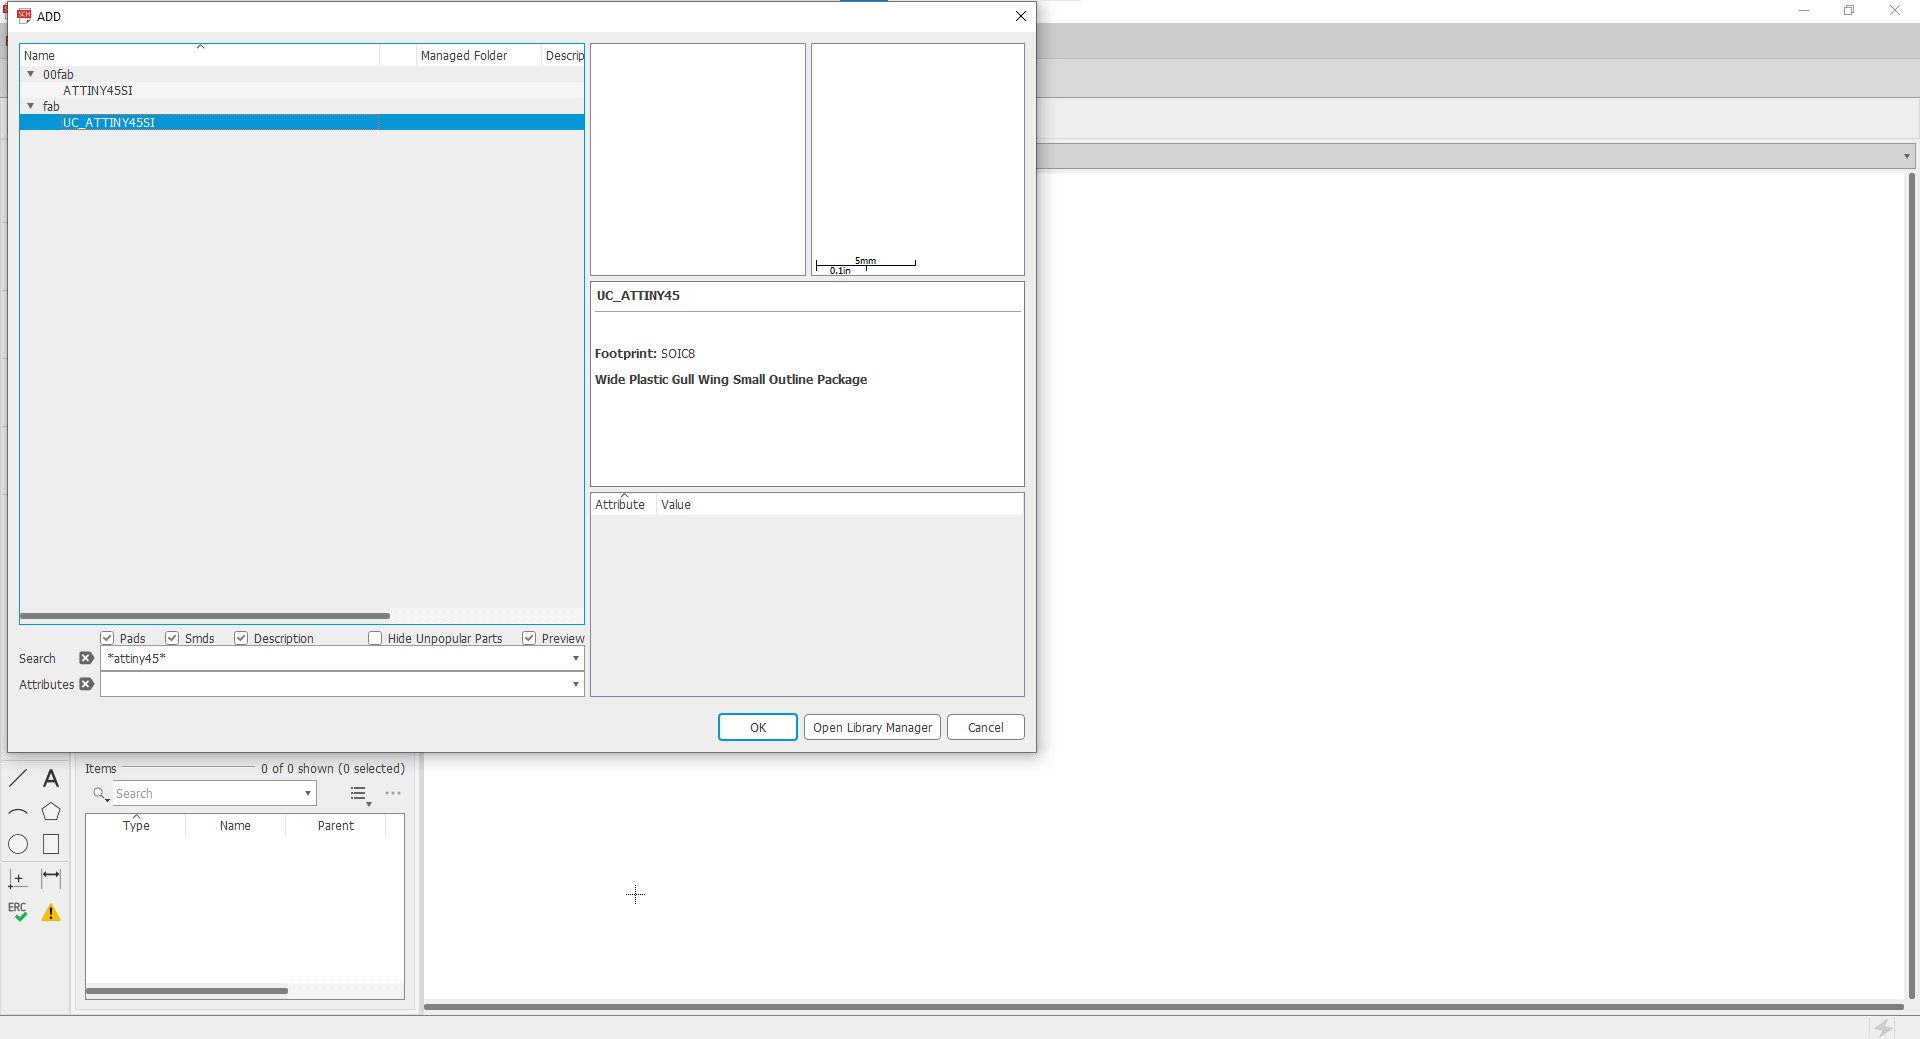 SCH ADD
Name Managed Folder Descrip
00fab
ATTINY45SI
fab
UC_ATTINY45SI
5mm
0.1in
UC_ATTINY45
Footprint: SOIC8
Wide Plastic Gull Wing Small Outline Package
Attribute Value
Pads Smds Description Hide Unpopular Parts Preview
Search *attiny45*
Attributes
OK Open Library Manager Cancel
Items 0 of 0 shown (0 selected)
A
Search
Type Name Parent
ERC